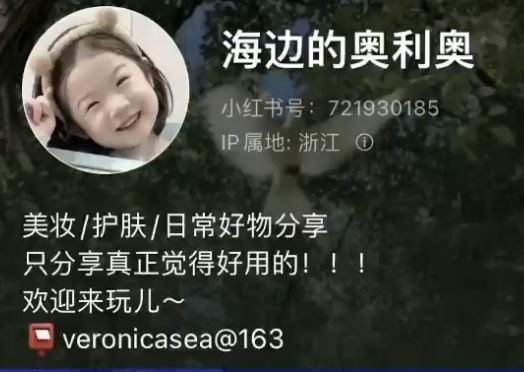 海边的奥利奥
小红书号：721930185
IP属地: 浙江
美妆/护肤/日常好物分享
只分享真正觉得好用的！！！
欢迎来玩儿～
veronicasea@163